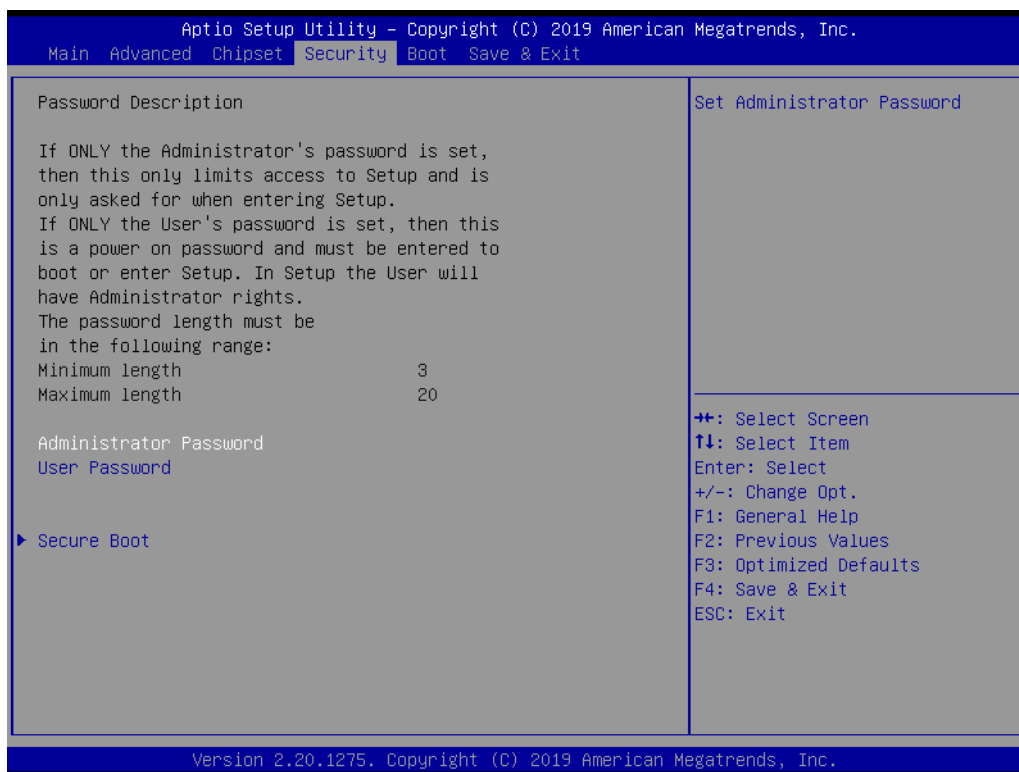 Aptio Setup Utility – Copyright (C) 2019 American Megatrends, Inc.
Main Advanced Chipset Security Boot Save & Exit
Password Description
If ONLY the Administrator's password is set,
then this only limits access to Setup and is
only asked for when entering Setup.
If ONLY the User's password is set, then this
is a power on password and must be entered to
boot or enter Setup. In Setup the User will
have Administrator rights.
The password length must be
in the following range:
Minimum length 3
Maximum length 20
Administrator Password
User Password
Secure Boot
Set Administrator Password
→←: Select Screen
↑↓: Select Item
Enter: Select
+/-: Change Opt.
F1: General Help
F2: Previous Values
F3: Optimized Defaults
F4: Save & Exit
ESC: Exit
Version 2.20.1275. Copyright (C) 2019 American Megatrends, Inc.